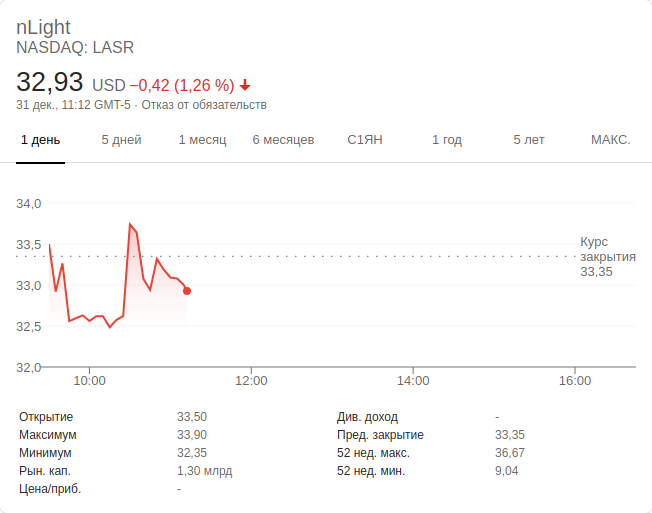 nLight
NASDAQ: LASR
32,93 USD −0,42 (1,26 %)
31 дек., 11:12 GMT-5 · Отказ от обязательств
1 день 5 дней 1 месяц 6 месяцев С1ЯН 1 год 5 лет МАКС.
34,0
33,5
33,0
32,5
32,0
Курс
закрытия
33,35
10:00 12:00 14:00 16:00
Открытие 33,50 Див. доход -
Максимум 33,90 Пред. закрытие 33,35
Минимум 32,35 52 нед. макс. 36,67
Рын. кап. 1,30 млрд 52 нед. мин. 9,04
Цена/приб. -